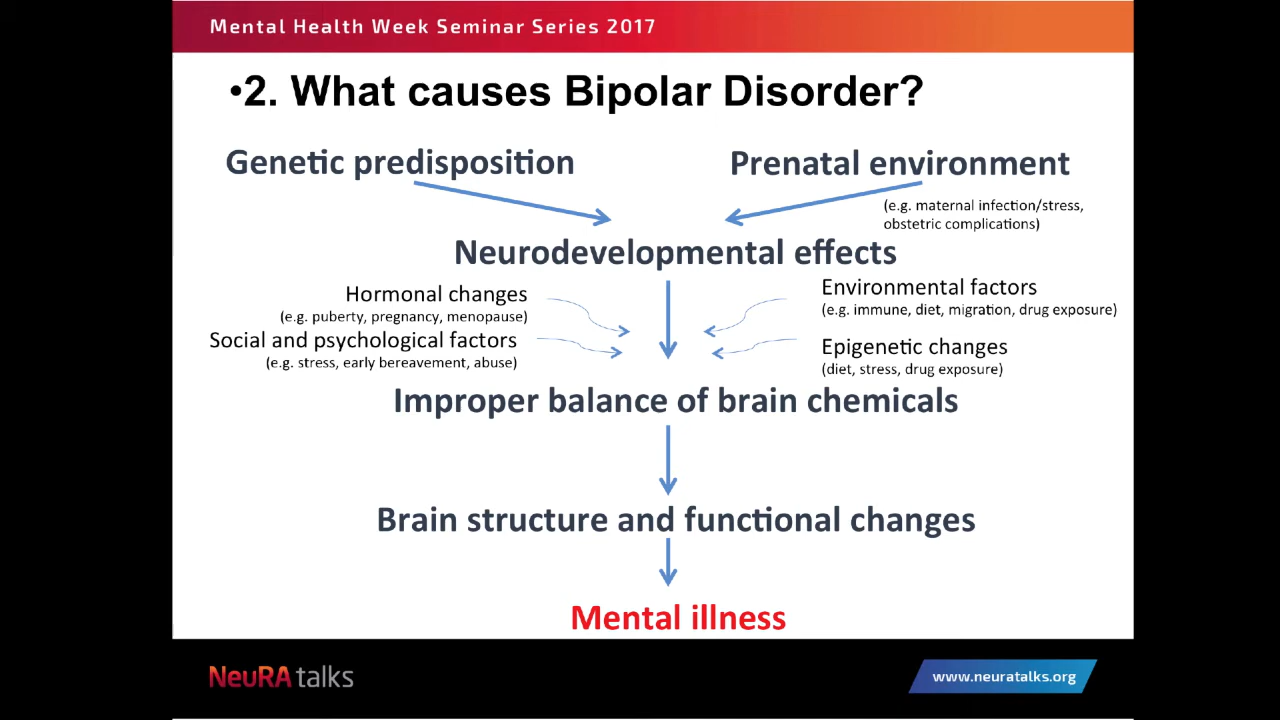 Mental Health Week Seminar Series 2017
•2. What causes Bipolar Disorder?
Genetic predisposition
Prenatal environment
(e.g. maternal infection/stress,
obstetric complications)
Neurodevelopmental effects
Hormonal changes
(e.g. puberty, pregnancy, menopause)
Social and psychological factors
(e.g. stress, early bereavement, abuse)
Environmental factors
(e.g. immune, diet, migration, drug exposure)
Epigenetic changes
(diet, stress, drug exposure)
Improper balance of brain chemicals
Brain structure and functional changes
Mental illness
NeuRA talks
www.neuratalks.org